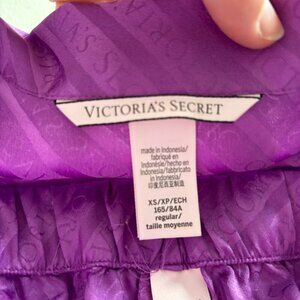 VICTORIA'S SECRET
made in Indonesia/
fabriqué en
Indonésie/hecho en
Indonesia/fabricado
in Indonesia
印度尼西亚制造
XS/XP/ECH
165/84A
regular/
taille moyenne